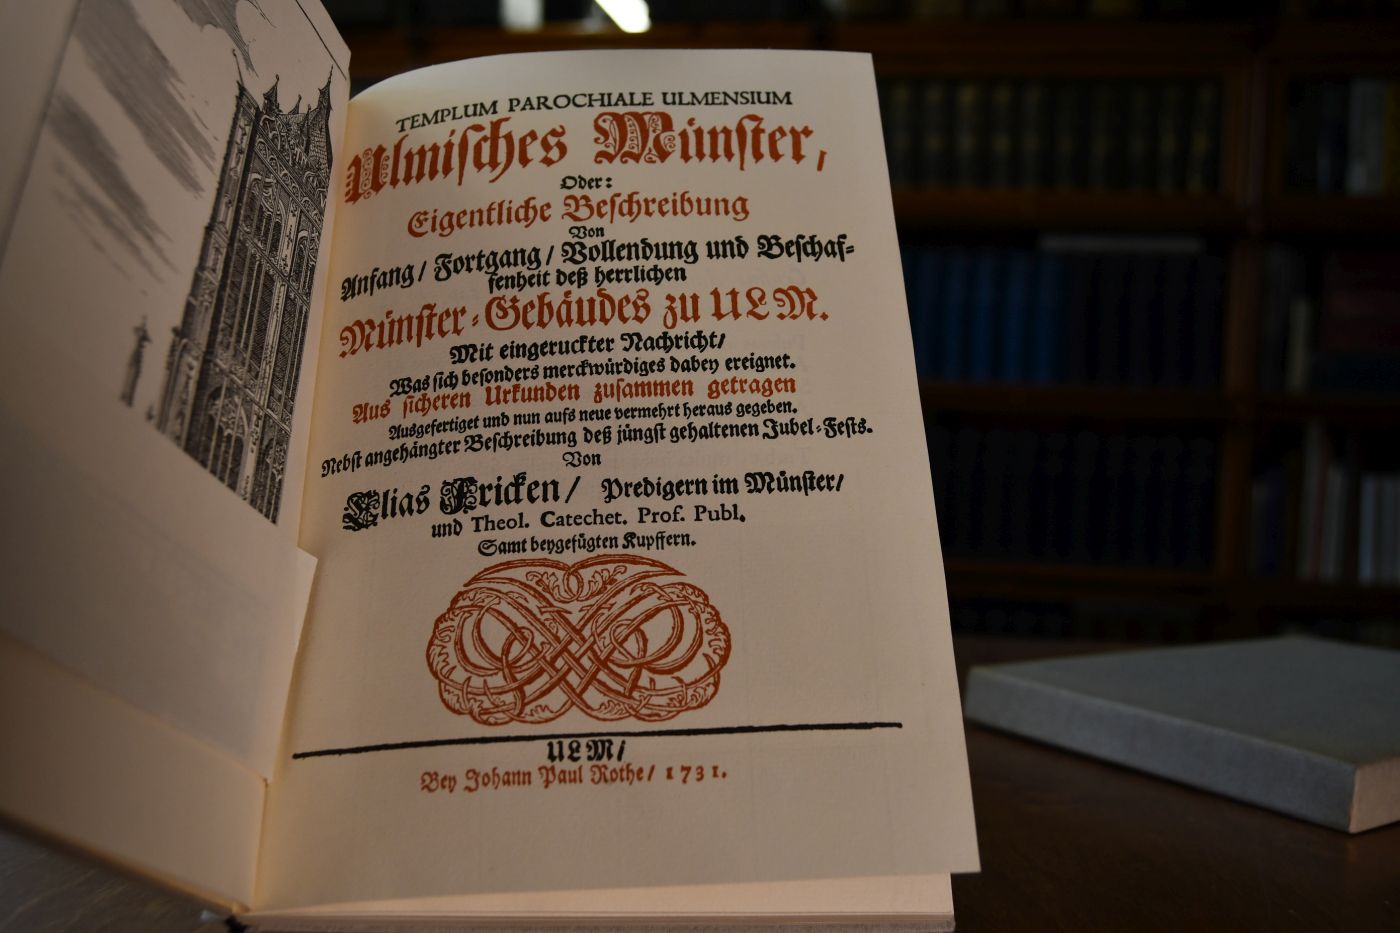 TEMPLUM PAROCHIALE ULMENSIUM
Ulmiſches Münſter,
Oder:
Eigentliche Beſchreibung
Von
Anfang/ Fortgang/ Vollendung und Beſchaf-
fenheit deß herrlichen
Münſter-Gebäudes zu ULM.
Mit eingeruckter Nachricht/
Was ſich beſonders merckwürdiges dabey ereignet.
Aus ſicheren Urkunden zuſammen getragen
Ausgefertiget und nun aufs neue vermehrt heraus gegeben.
Nebſt angehängter Beſchreibung deß jüngſt gehaltenen Jubel-Feſts.
Von
Elias Fricken/ Predigern im Münſter/
und Theol. Catechet. Prof. Publ.
Samt beygefügten Kupffern.
ULM/
Bey Johann Paul Rothe/ 1731.